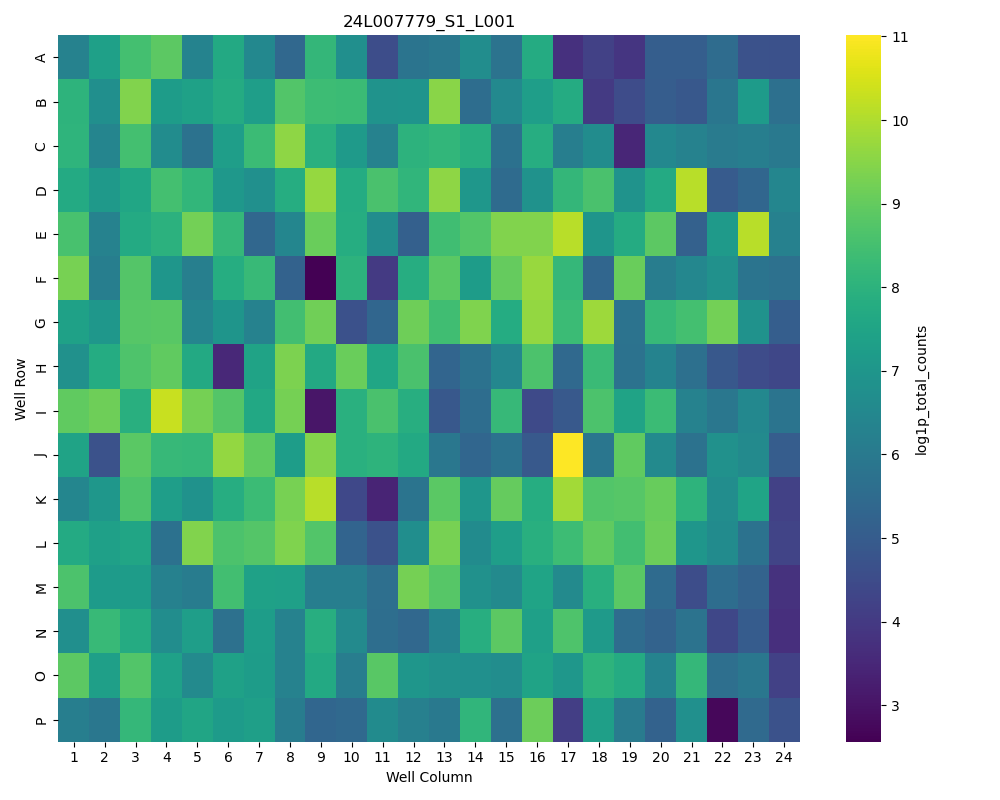 24L007779_S1_L001
A
B
C
D
E
F
G
H
I
J
K
L
M
N
O
P
Well Row
1 2 3 4 5 6 7 8 9 10 11 12 13 14 15 16 17 18 19 20 21 22 23 24
Well Column
11
10
9
8
7
6
5
4
3
log1p_total_counts